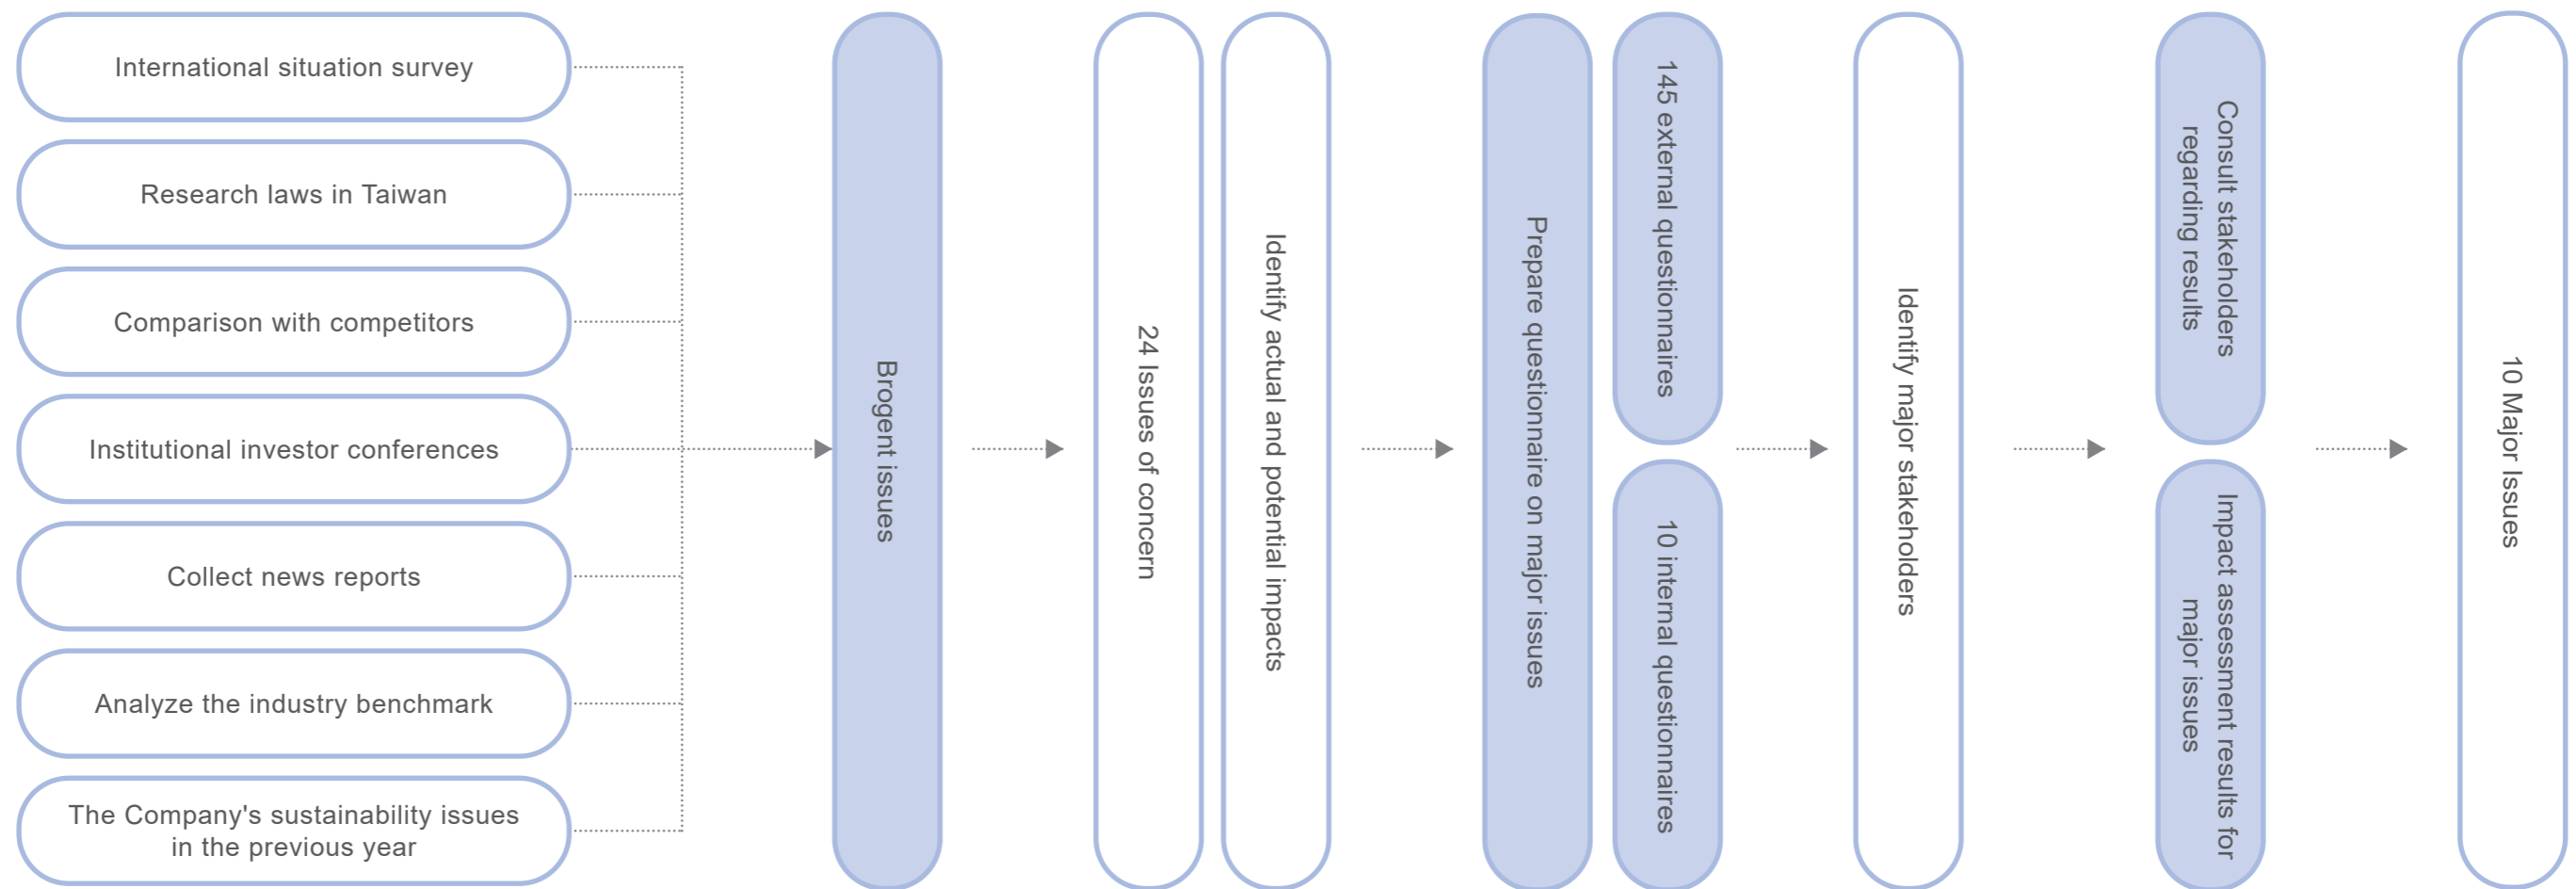 International situation survey
Research laws in Taiwan
Comparison with competitors
Institutional investor conferences
Collect news reports
Analyze the industry benchmark
The Company's sustainability issues
in the previous year
Brogent issues
24 Issues of concern
Identify actual and potential impacts
Prepare questionnaire on major issues
145 external questionnaires
10 internal questionnaires
Identify major stakeholders
Consult stakeholders
regarding results
Impact assessment results for
major issues
10 Major Issues